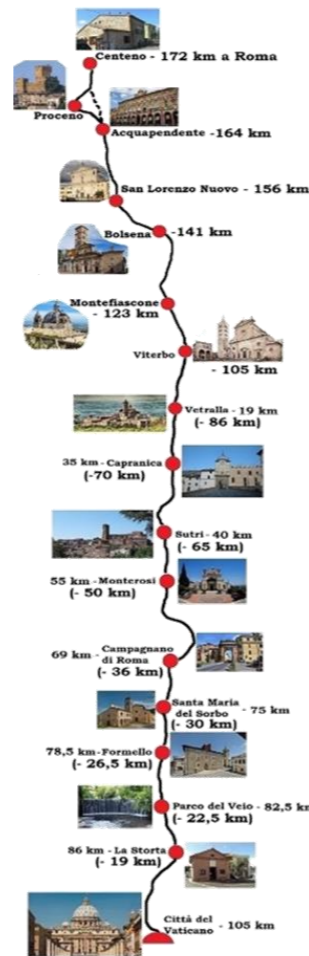 Centeno - 172 km a Roma
Proceno
Acquapendente -164 km
San Lorenzo Nuovo - 156 km
Bolsena - 141 km
Montefiascone
- 123 km
Viterbo
- 105 km
Vetralla - 19 km
(- 86 km)
35 km - Capranica
(-70 km)
Sutri - 40 km
(- 65 km)
55 km - Monterosi
(- 50 km)
69 km - Campagnano
di Roma
(- 36 km)
Santa Maria
del Sorbo - 75 km
(- 30 km)
78,5 km - Formello
(- 26,5 km)
Parco del Veio - 82,5 km
(- 22,5 km)
86 km - La Storta
(- 19 km)
Città del
Vaticano - 105 km